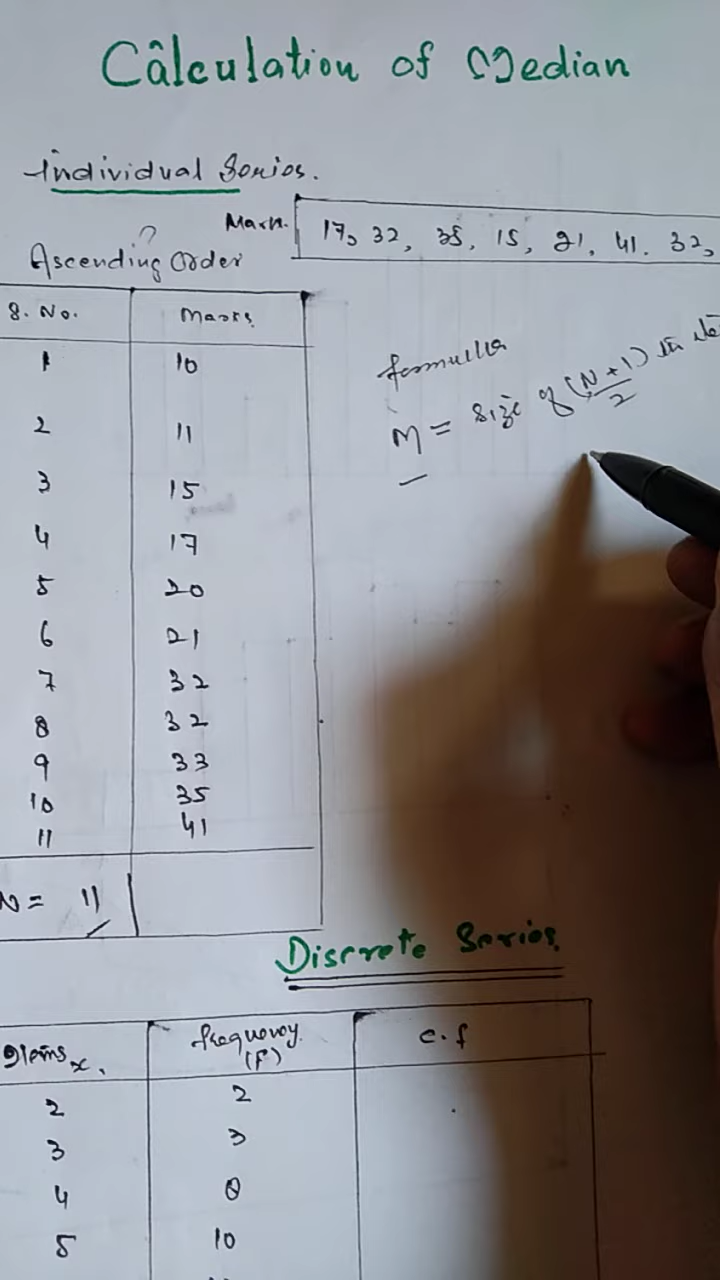 Calculation of Median
Individual Series.
Marks. 17, 32, 35, 15, 21, 41. 32,
Ascending Order
S. No. Marks
1 10
2 11
3 15
4 17
5 20
6 21
7 32
8 32
9 33
10 35
11 41
N = 11
formulla
M = Size of (N+1)/2 th
Discrete Series.
Items x. frequency (f) c.f
2 2
3 3
4 8
5 10